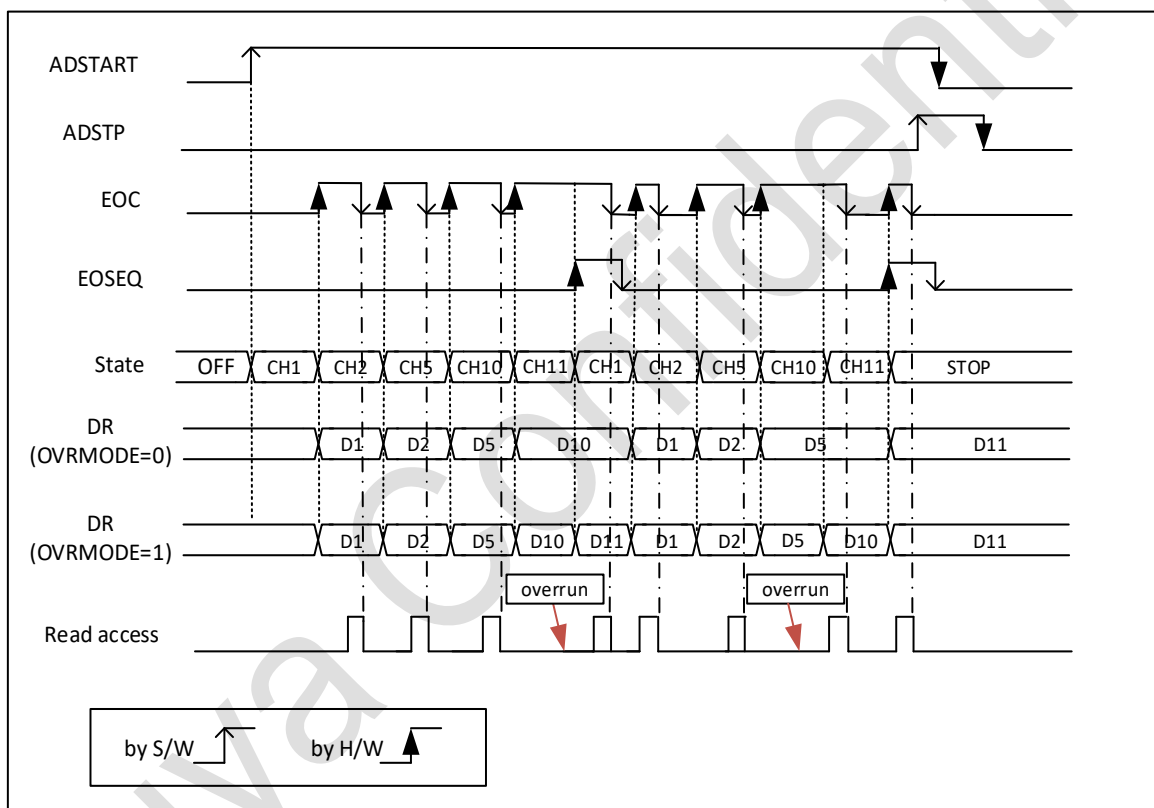 ADSTART
ADSTP
EOC
EOSEQ
State OFF CH1 CH2 CH5 CH10 CH11 CH1 CH2 CH5 CH10 CH11 STOP
DR
(OVRMODE=0) D1 D2 D5 D10 D1 D2 D5 D11
DR
(OVRMODE=1) D1 D2 D5 D10 D11 D1 D2 D5 D10 D11
overrun overrun
Read access
by S/W by H/W